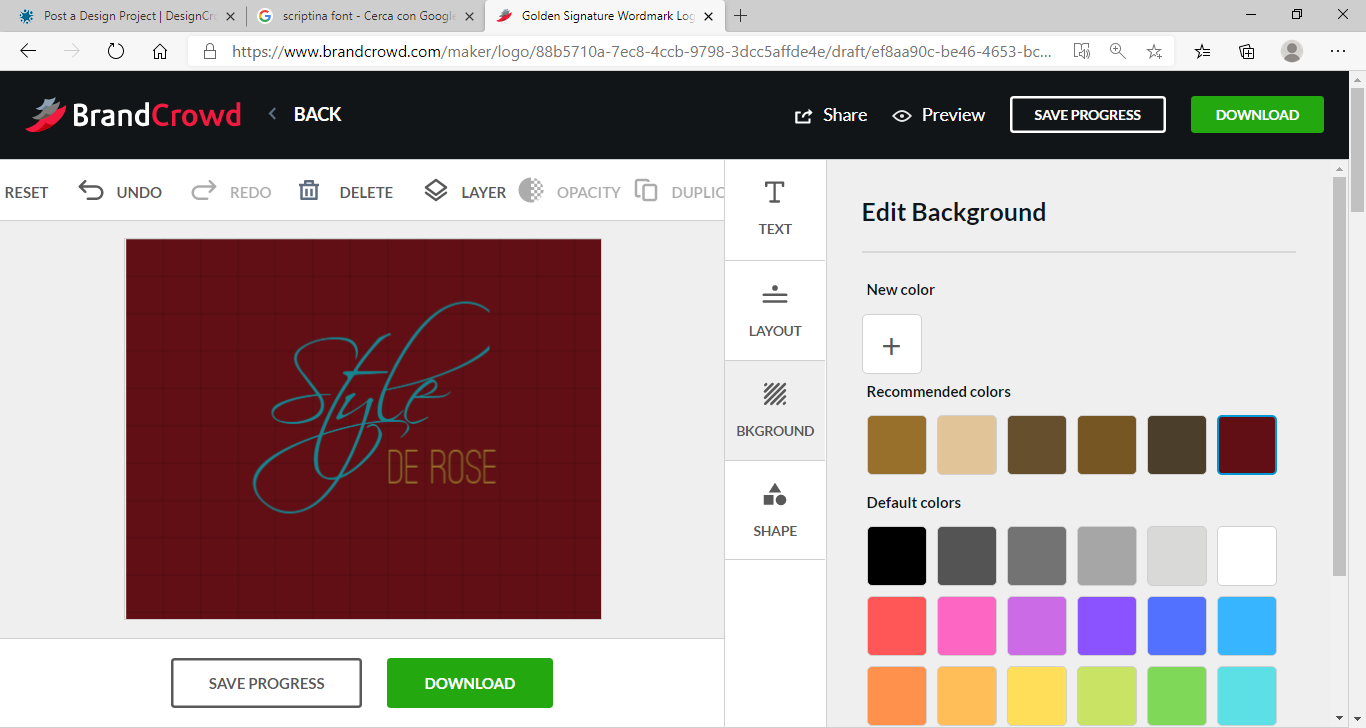 Post a Design Project | DesignCr
scriptina font - Cerca con Google
Golden Signature Wordmark Log
https://www.brandcrowd.com/maker/logo/88b5710a-7ec8-4ccb-9798-3dcc5affde4e/draft/ef8aa90c-be46-4653-bc...
BrandCrowd
BACK
Share
Preview
SAVE PROGRESS
DOWNLOAD
RESET
UNDO
REDO
DELETE
LAYER
OPACITY
DUPLIC
Style
DE ROSE
SAVE PROGRESS
DOWNLOAD
TEXT
LAYOUT
BKGROUND
SHAPE
Edit Background
New color
Recommended colors
Default colors